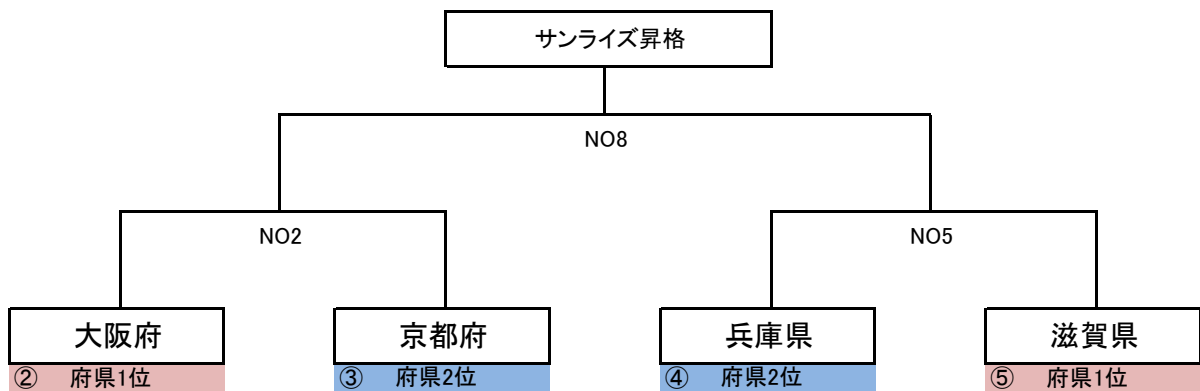 サンライズ昇格
NO8
NO2
NO5
大阪府
京都府
兵庫県
滋賀県
② 府県1位
③ 府県2位
④ 府県2位
⑤ 府県1位